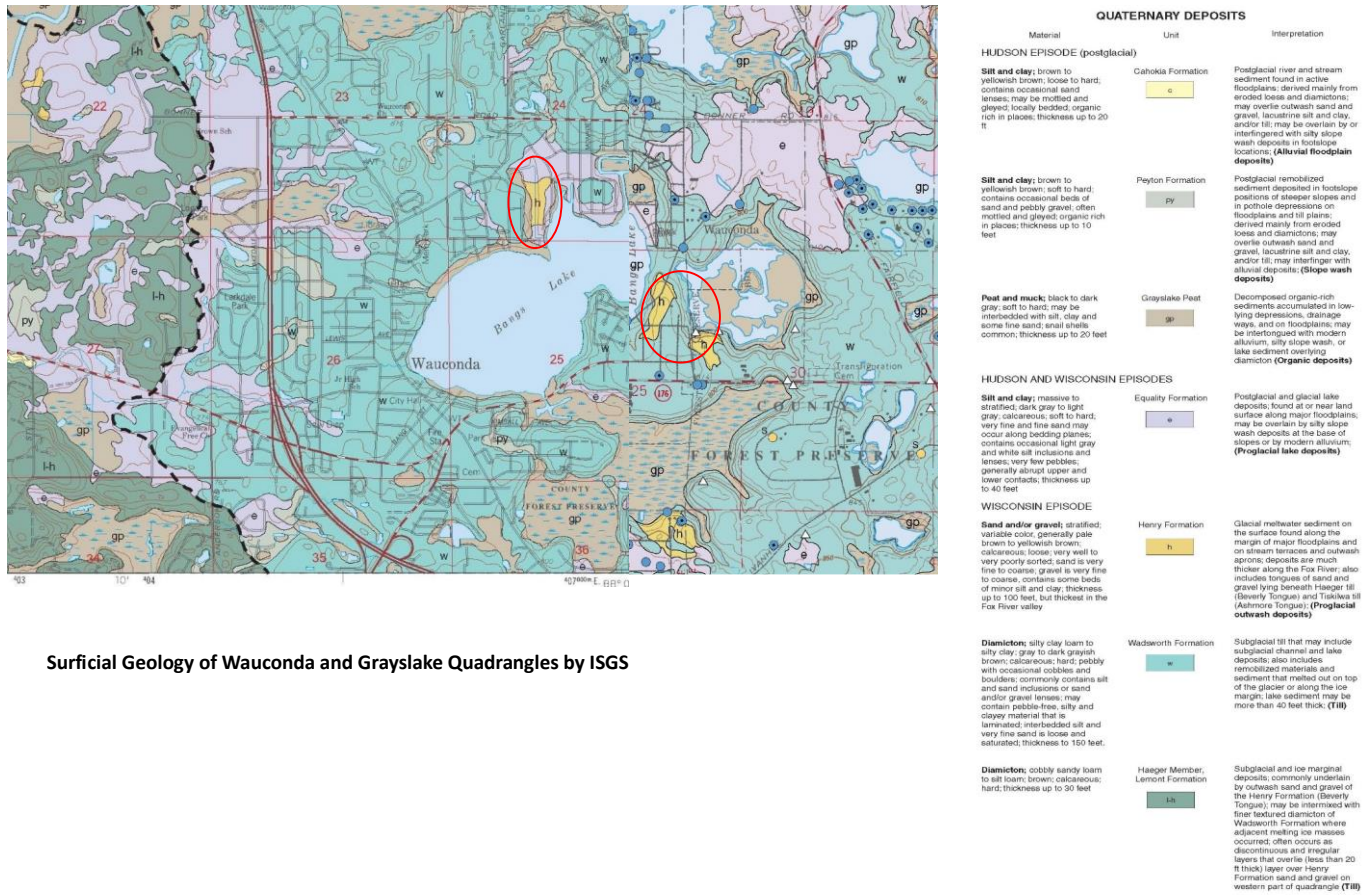 l-h
22
23
24
w
gp
e
h
Bangs Lake
Wauconda
l-h
py
Larkdale
Park
26
25
w City Hall
Jr High
Cem
py
Wauconda
gp
h
h
25
176
30
Transfiguration
Cem
w
COUNTY
FOREST PRESERVE
s
s
gp
h
e
COUNTY
FOREST PRESERVE
gp
36
35
34
gp
l-h
⁴03
10'
⁴04
⁴07⁰⁰⁰m E.
Surficial Geology of Wauconda and Grayslake Quadrangles by ISGS
QUATERNARY DEPOSITS
Material Unit Interpretation
HUDSON EPISODE (postglacial)
Silt and clay; brown to
yellowish brown; loose to hard;
contains occasional sand
lenses; may be mottled and
gleyed; locally bedded; organic
rich in places; thickness up to 20
ft
Cahokia Formation
c
Postglacial river and stream
sediment found in active
floodplains; derived mainly from
eroded loess and diamictons;
may overlie outwash sand and
gravel, lacustrine silt and clay,
and/or till; may be overlain by or
interfingered with silty slope
wash deposits in footslope
locations; (Alluvial floodplain
deposits)
Silt and clay; brown to
yellowish brown; soft to hard;
contains occasional beds of
sand and pebbly gravel; often
mottled and gleyed; organic rich
in places; thickness up to 10
feet
Peyton Formation
py
Postglacial remobilized
sediment deposited in footslope
positions of steeper slopes and
in pothole depressions on
floodplains and till plains;
derived mainly from eroded
loess and diamictons; may
overlie outwash sand and
gravel, lacustrine silt and clay,
and/or till; may interfinger with
alluvial deposits; (Slope wash
deposits)
Peat and muck; black to dark
gray; soft to hard; may be
interbedded with silt, clay and
some fine sand; snail shells
common; thickness up to 20 feet
Grayslake Peat
gp
Decomposed organic-rich
sediments accumulated in low-
lying depressions, drainage
ways, and on floodplains; may
be intertongued with modern
alluvium, silty slope wash, or
lake sediment overlying
diamicton (Organic deposits)
HUDSON AND WISCONSIN EPISODES
Silt and clay; massive to
stratified; dark gray to light
gray; calcareous; soft to hard;
very fine and fine sand may
occur along bedding planes;
contains occasional light gray
and white silt inclusions and
lenses; very few pebbles;
generally abrupt upper and
lower contacts; thickness up
to 40 feet
Equality Formation
e
Postglacial and glacial lake
deposits; found at or near land
surface along major floodplains;
may be overlain by silty slope
wash deposits at the base of
slopes or by modern alluvium;
(Proglacial lake deposits)
WISCONSIN EPISODE
Sand and/or gravel; stratified;
variable color, generally pale
brown to yellowish brown;
calcareous; loose; very well to
very poorly sorted; sand is very
fine to coarse; gravel is very fine
to coarse, contains some beds
of minor silt and clay; thickness
up to 100 feet, but thickest in the
Fox River valley
Henry Formation
h
Glacial meltwater sediment on
the surface found along the
margin of major floodplains and
on stream terraces and outwash
aprons; deposits are much
thicker along the Fox River; also
includes tongues of sand and
gravel lying beneath Haeger till
(Beverly Tongue) and Tiskilwa till
(Ashmore Tongue); (Proglacial
outwash deposits)
Diamicton; silty clay loam to
silty clay; gray to dark grayish
brown; calcareous; hard; pebbly
with occasional cobbles and
boulders; commonly contains silt
and sand inclusions or sand
and/or gravel lenses; may
contain pebble-free, silty and
clayey material that is
laminated; interbedded silt and
very fine sand is loose and
saturated; thickness to 150 feet.
Wadsworth Formation
w
Subglacial till that may include
subglacial channel and lake
deposits; also includes
remobilized materials and
sediment that melted out on top
of the glacier or along the ice
margin; lake sediment may be
more than 40 feet thick; (Till)
Diamicton; cobbly sandy loam
to silt loam; brown; calcareous;
hard; thickness up to 30 feet
Haeger Member,
Lemont Formation
l-h
Subglacial and ice marginal
deposits; commonly underlain
by outwash sand and gravel of
the Henry Formation (Beverly
Tongue); may be intermixed with
finer textured diamicton of
Wadsworth Formation where
adjacent melting ice masses
occurred; often occurs as
discontinuous and irregular
layers that overlie (less than 20
ft thick) layer over Henry
Formation sand and gravel on
western part of quadrangle (Till)